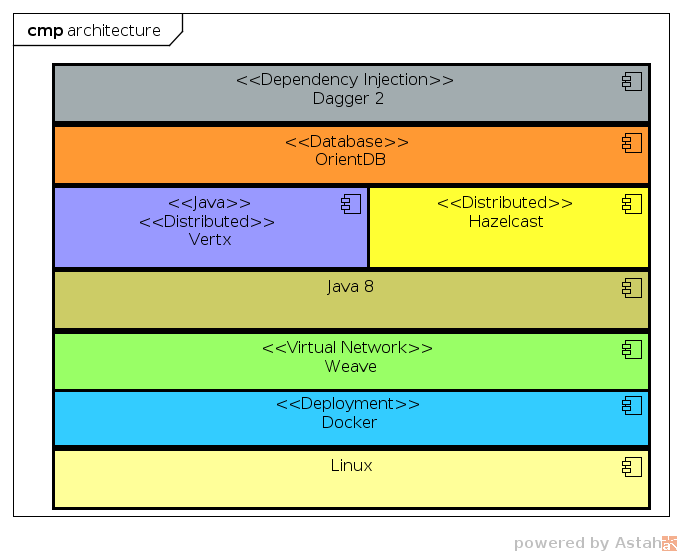 cmp architecture
<<Dependency Injection>>
Dagger 2
<<Database>>
OrientDB
<<Java>>
<<Distributed>>
Vertx
<<Distributed>>
Hazelcast
Java 8
<<Virtual Network>>
Weave
<<Deployment>>
Docker
Linux
powered by Astah